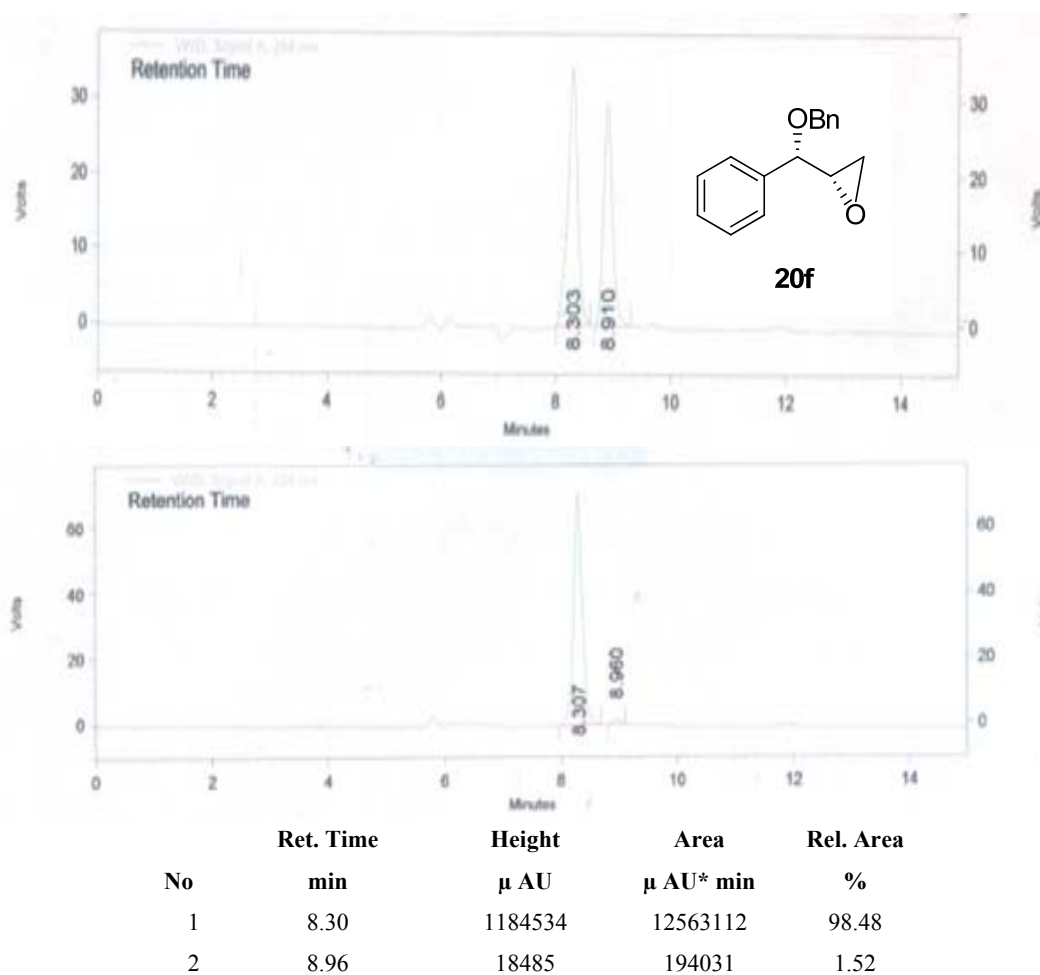 Retention Time
30
20
10
0
30
20
10
0
Volts
Volts
8.303
8.910
OBn
O
20f
0 2 4 6 8 10 12 14
Minutes
Retention Time
60
40
20
0
60
40
20
0
Volts
8.307
8.960
0 2 4 6 8 10 12 14
Minutes
Ret. Time Height Area Rel. Area
No min µ AU µ AU* min %
1 8.30 1184534 12563112 98.48
2 8.96 18485 194031 1.52